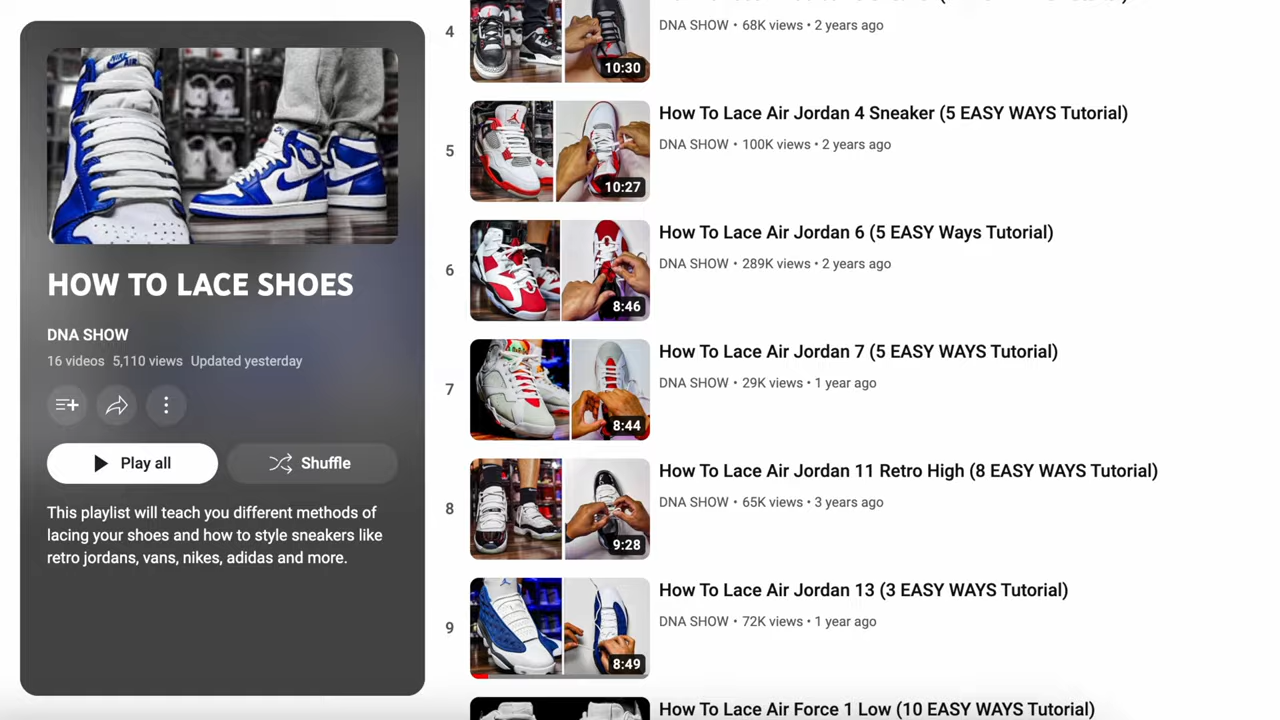 HOW TO LACE SHOES
DNA SHOW
16 videos 5,110 views Updated yesterday
Play all
Shuffle
This playlist will teach you different methods of
lacing your shoes and how to style sneakers like
retro jordans, vans, nikes, adidas and more.
4
10:30
DNA SHOW • 68K views • 2 years ago
5
10:27
How To Lace Air Jordan 4 Sneaker (5 EASY WAYS Tutorial)
DNA SHOW • 100K views • 2 years ago
6
8:46
How To Lace Air Jordan 6 (5 EASY Ways Tutorial)
DNA SHOW • 289K views • 2 years ago
7
8:44
How To Lace Air Jordan 7 (5 EASY WAYS Tutorial)
DNA SHOW • 29K views • 1 year ago
8
9:28
How To Lace Air Jordan 11 Retro High (8 EASY WAYS Tutorial)
DNA SHOW • 65K views • 3 years ago
9
8:49
How To Lace Air Jordan 13 (3 EASY WAYS Tutorial)
DNA SHOW • 72K views • 1 year ago
How To Lace Air Force 1 Low (10 EASY WAYS Tutorial)